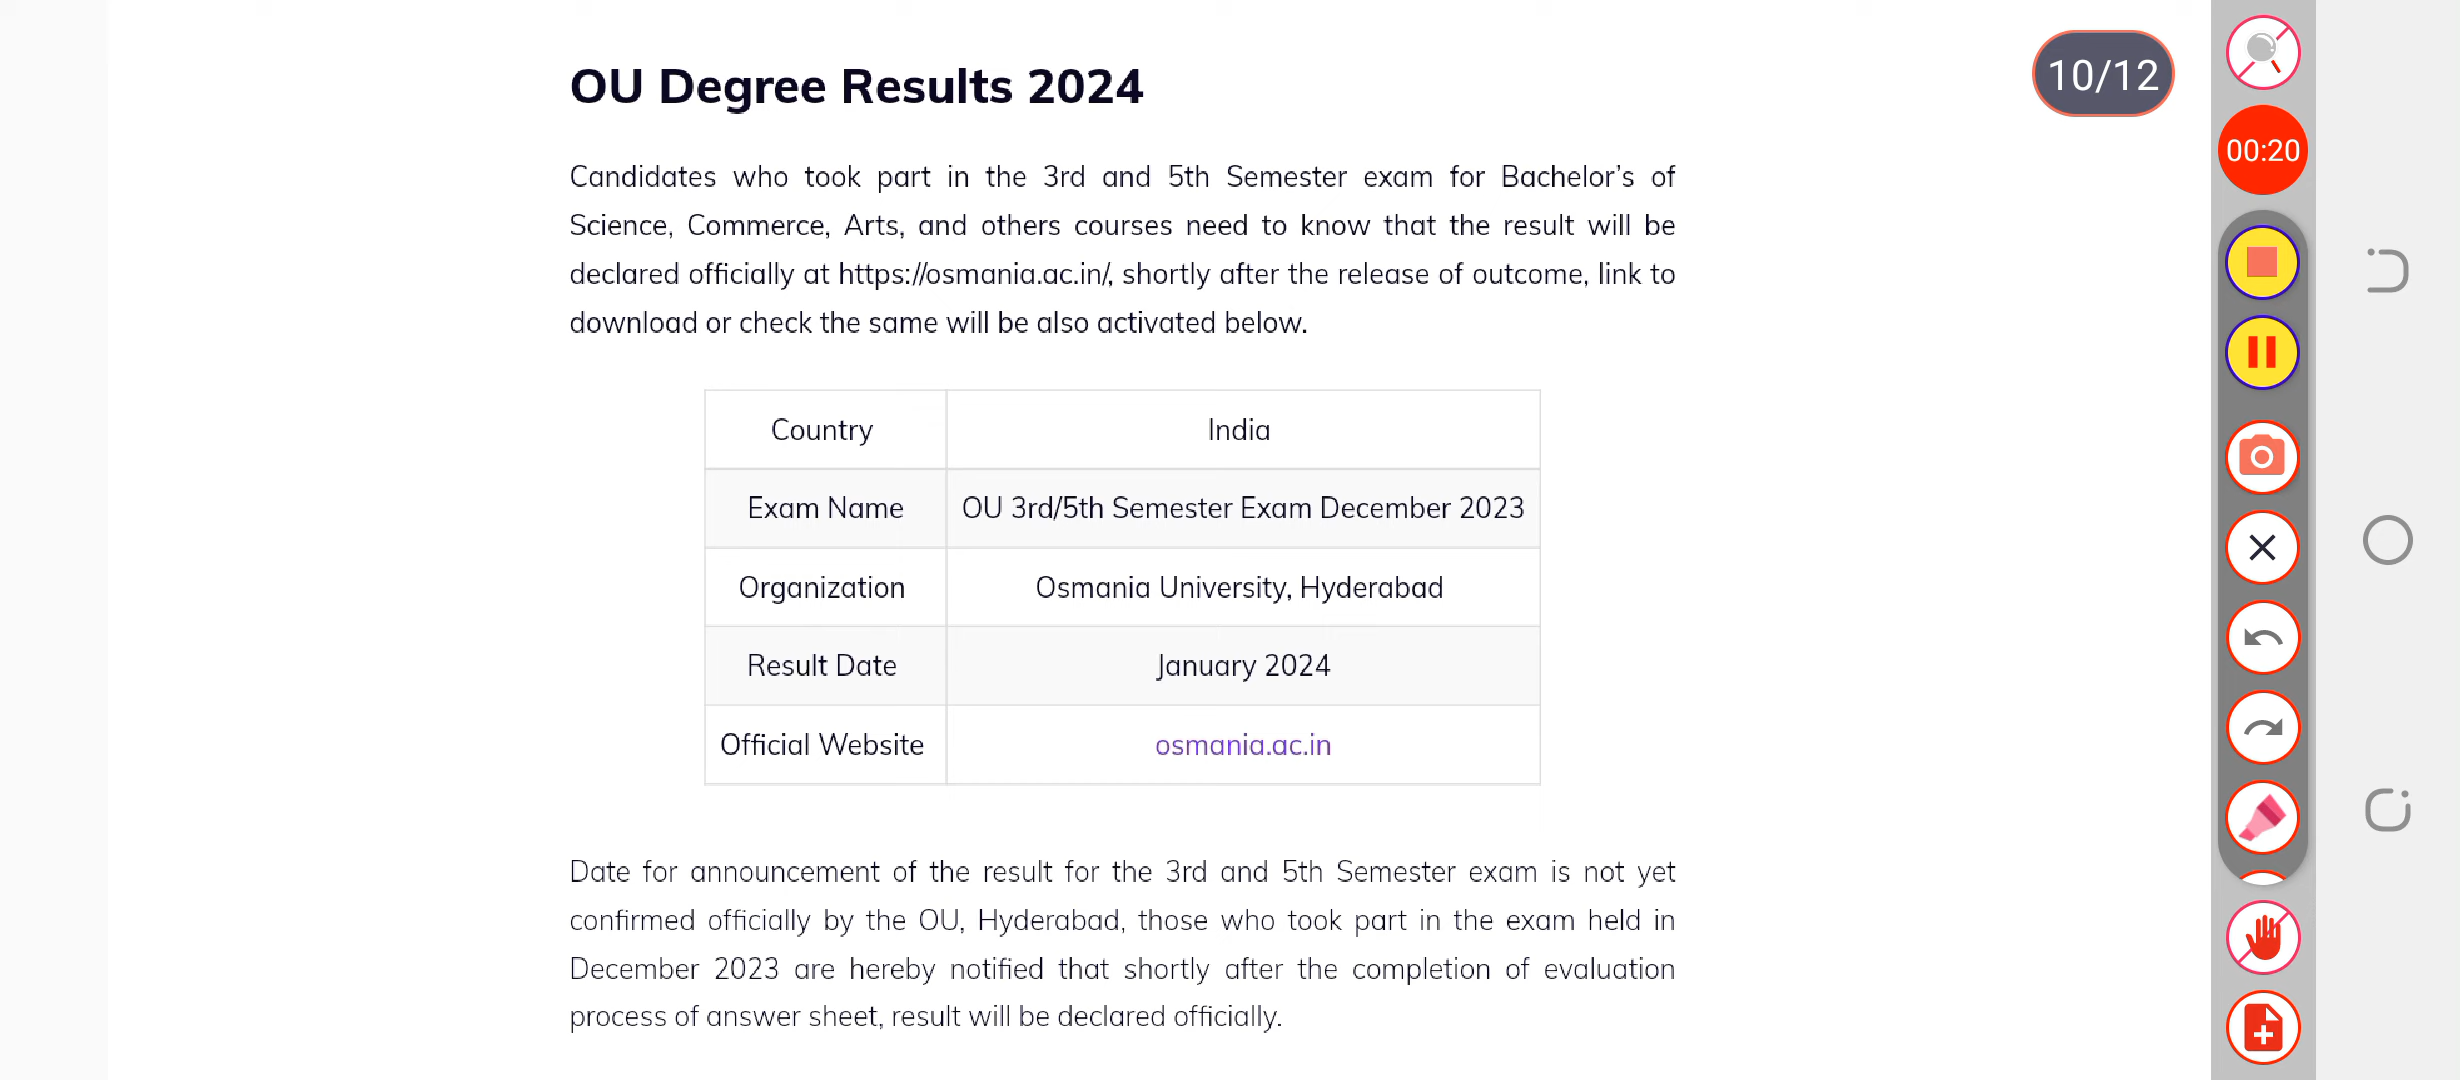 OU Degree Results 2024
10/12
00:20
Candidates who took part in the 3rd and 5th Semester exam for Bachelor’s of
Science, Commerce, Arts, and others courses need to know that the result will be
declared officially at https://osmania.ac.in/, shortly after the release of outcome, link to
download or check the same will be also activated below.
Country India
Exam Name OU 3rd/5th Semester Exam December 2023
Organization Osmania University, Hyderabad
Result Date January 2024
Official Website osmania.ac.in
Date for announcement of the result for the 3rd and 5th Semester exam is not yet
confirmed officially by the OU, Hyderabad, those who took part in the exam held in
December 2023 are hereby notified that shortly after the completion of evaluation
process of answer sheet, result will be declared officially.